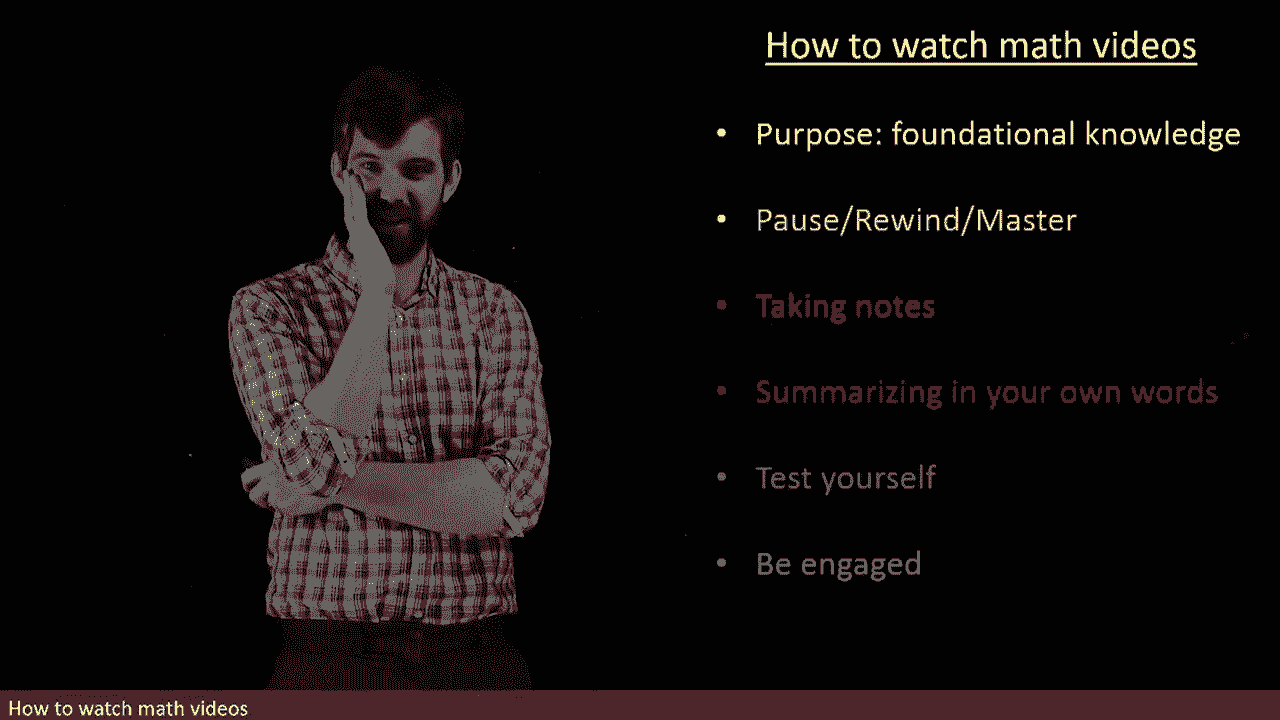 How to watch math videos
• Purpose: foundational knowledge
• Pause/Rewind/Master
• Taking notes
• Summarizing in your own words
• Test yourself
• Be engaged
How to watch math videos